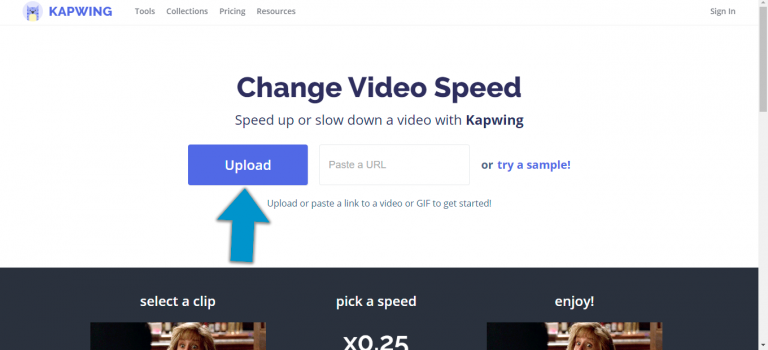 KAPWING Tools Collections Pricing Resources Sign In
Change Video Speed
Speed up or slow down a video with Kapwing
Upload Paste a URL or try a sample!
Upload or paste a link to a video or GIF to get started!
select a clip pick a speed enjoy!
x0.25